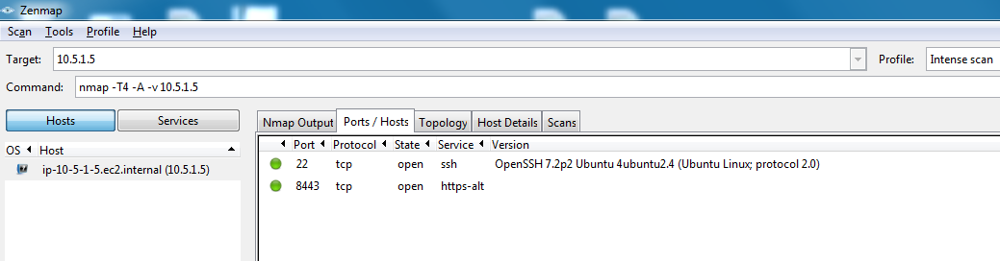 Zenmap
Scan Tools Profile Help
Target: 10.5.1.5 Profile: Intense scan
Command: nmap -T4 -A -v 10.5.1.5
Hosts Services Nmap Output Ports / Hosts Topology Host Details Scans
OS Host Port Protocol State Service Version
ip-10-5-1-5.ec2.internal (10.5.1.5) 22 tcp open ssh OpenSSH 7.2p2 Ubuntu 4ubuntu2.4 (Ubuntu Linux; protocol 2.0)
8443 tcp open https-alt